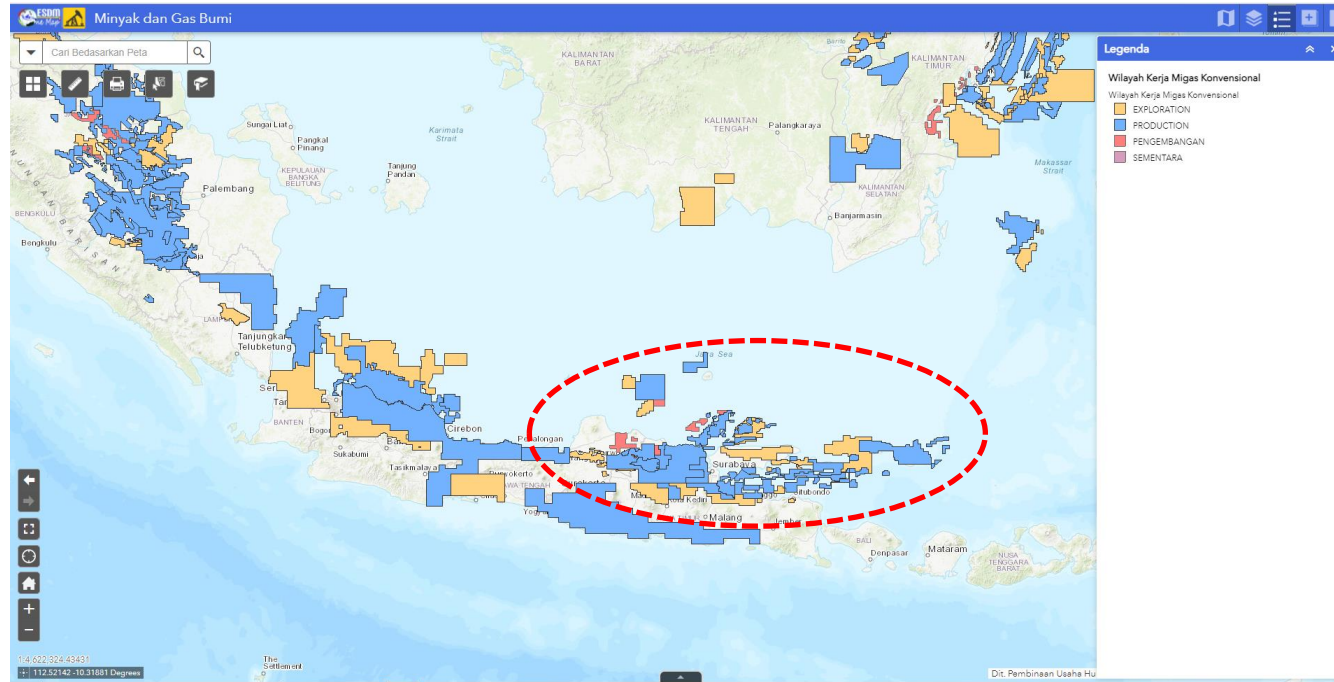 ESDM
One Map
Minyak dan Gas Bumi
Cari Bedasarkan Peta
Legenda
Wilayah Kerja Migas Konvensional
Wilayah Kerja Migas Konvensional
EXPLORATION
PRODUCTION
PENGEMBANGAN
SEMENTARA
KALIMANTAN
BARAT
KALIMANTAN
TIMUR
KALIMANTAN
TENGAH
Palangkaraya
Sungai Liat
Pangkal
Pinang
Karimata
Strait
KEPULAUAN
BANGKA
BELITUNG
Tanjung
Pandan
Makassar
Strait
Palembang
KALIMANTAN
SELATAN
BENGKULU
Bengkulu
Banjarmasin
Tanjungkar
Telubketung
Java Sea
BANTEN
Bogor
Cirebon
Sukabumi
Tasikmalaya
Surabaya
Malang
BALI
Denpasar
Mataram
NUSA
TENGGARA
BARAT
The
Settlement
1:4,622,324.43431
112.52142 -10.31881 Degrees
Dit. Pembinaan Usaha Hu